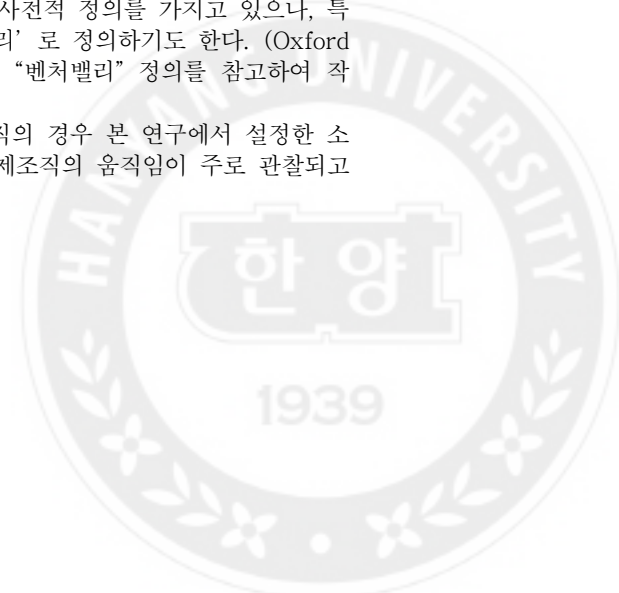 사전적 정의를 가지고 있으나, 특
리’로 정의하기도 한다. (Oxford
“벤처밸리”정의를 참고하여 작
직의 경우 본 연구에서 설정한 소
제조직의 움직임이 주로 관찰되고
HANYANG UNIVERSITY
한양
1939